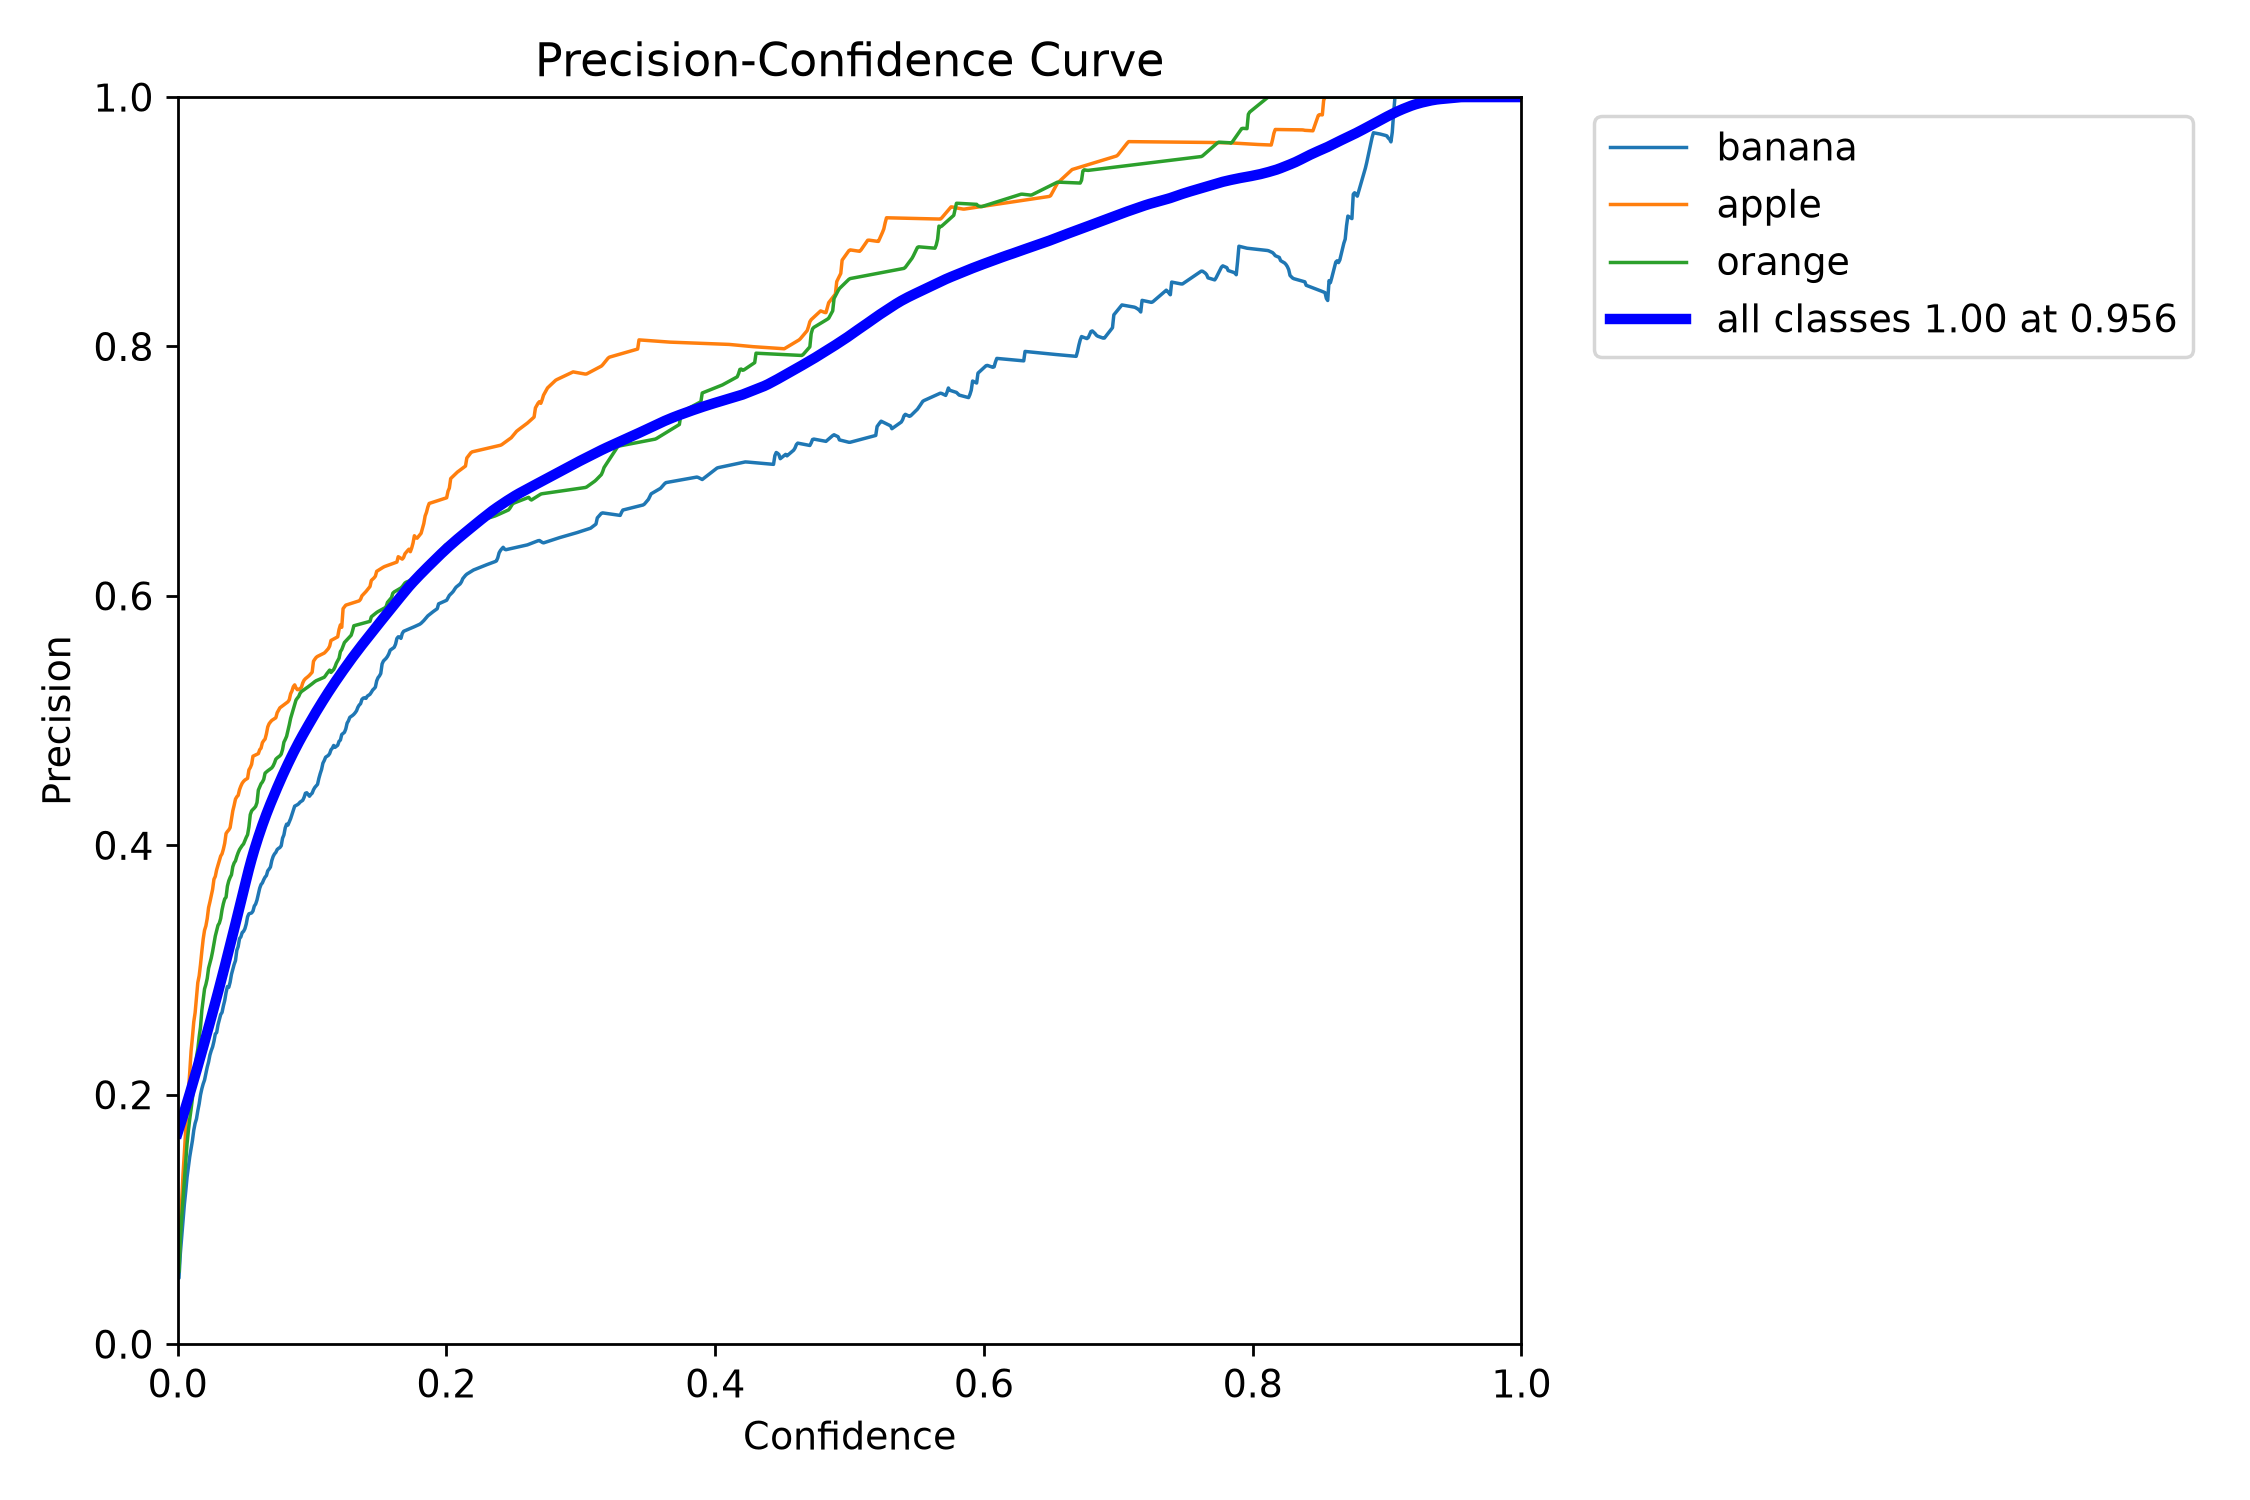 Precision-Confidence Curve
1.0
0.8
0.6
0.4
0.2
0.0
Precision
0.0 0.2 0.4 0.6 0.8 1.0
Confidence
banana
apple
orange
all classes 1.00 at 0.956